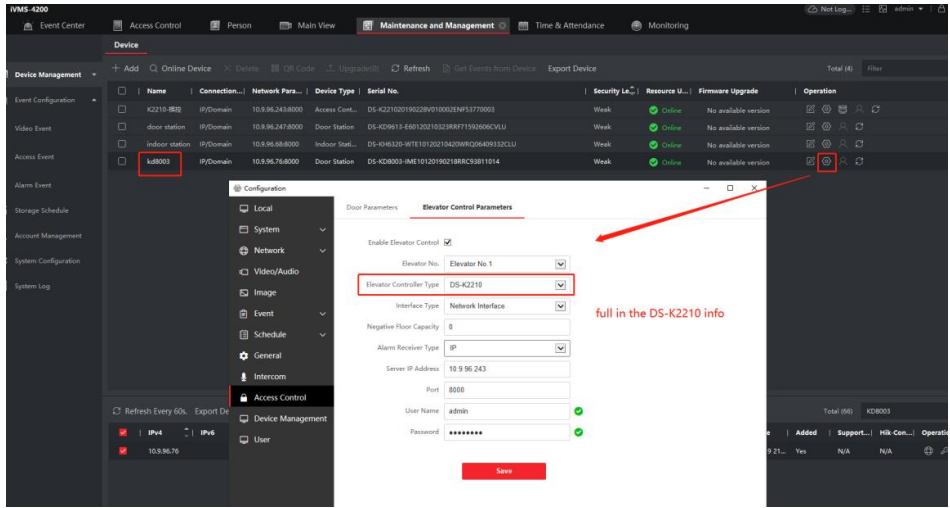 iVMS-4200
Not Log... admin
Event Center Access Control Person Main View Maintenance and Management Time & Attendance Monitoring
Device
Device Management
Add Online Device Delete QR Code Upgrade(0) Refresh Get Events from Device Export Device Total (4) Filter
Name Connection... Network Para... Device Type Serial No. Security Le... Resource U... Firmware Upgrade Operation
Event Configuration
K2210-梯控 IP/Domain 10.9.96.243:8000 Access Cont... DS-K221020190228V010002ENF53770003 Weak Online No available version
Video Event
door station IP/Domain 10.9.96.247:8000 Door Station DS-KD9613-E60120210323RRF71592606CVLU Weak Online No available version
indoor station IP/Domain 10.9.96.68:8000 Indoor Stati... DS-KH6320-WTE10120210420WRQ06409332CLU Weak Online No available version
Access Event
kd8003 IP/Domain 10.9.96.76:8000 Door Station DS-KD8003-IME10120190218RRC93811014 Weak Online No available version
Alarm Event
Storage Schedule
Account Management
System Configuration
System Log
Configuration
Local
System
Network
Video/Audio
Image
Event
Schedule
General
Intercom
Access Control
Device Management
User
Door Parameters Elevator Control Parameters
Enable Elevator Control
Elevator No. Elevator No.1
Elevator Controller Type DS-K2210
Interface Type Network Interface
full in the DS-K2210 info
Negative Floor Capacity 0
Alarm Receiver Type IP
Server IP Address 10.9.96.243
Port 8000
User Name admin
Password
Save
Refresh Every 60s. Export De Total (66) KD8003
IPv4 IPv6 Added Support... Hik-Con... Operatio
10.9.96.76 9 21... Yes N/A N/A